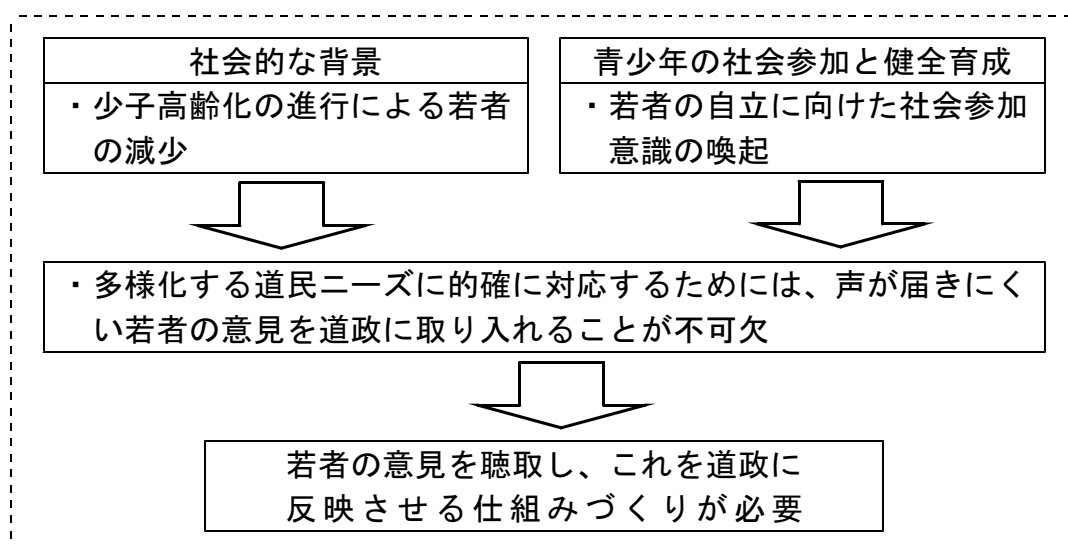 社会的な背景
・少子高齢化の進行による若者
の減少
青少年の社会参加と健全育成
・若者の自立に向けた社会参加
意識の喚起
・多様化する道民ニーズに的確に対応するためには、声が届きにく
い若者の意見を道政に取り入れることが不可欠
若者の意見を聴取し、これを道政に
反映させる仕組みづくりが必要